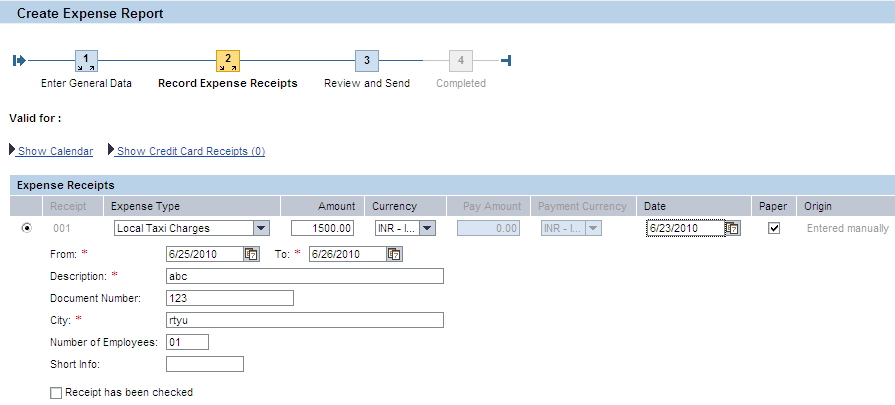 Create Expense Report
1 2 3 4
Enter General Data Record Expense Receipts Review and Send Completed
Valid for :
Show Calendar Show Credit Card Receipts (0)
Expense Receipts
Receipt Expense Type Amount Currency Pay Amount Payment Currency Date Paper Origin
001 Local Taxi Charges 1500.00 INR - I... 0.00 INR - I... 6/23/2010 Entered manually
From: * 6/25/2010 To: * 6/26/2010
Description: * abc
Document Number: 123
City: * rtyu
Number of Employees: 01
Short Info:
Receipt has been checked